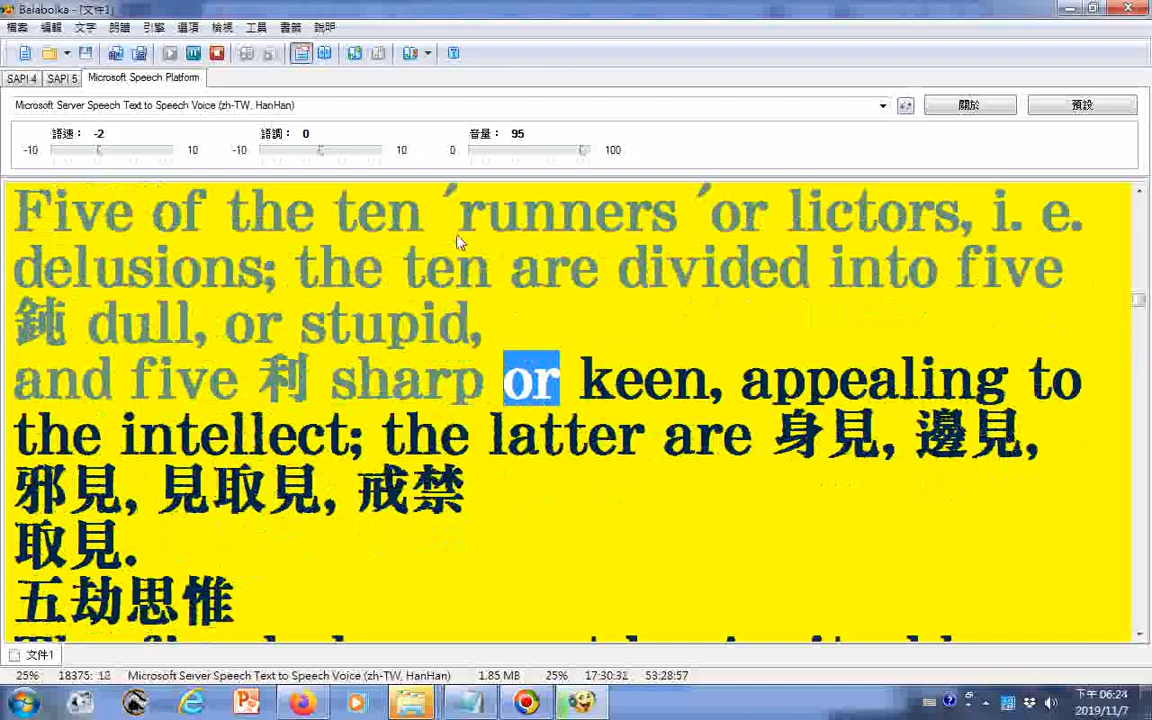 Balabolka - [文件1]
檔案 編輯 文字 朗讀 引擎 選項 檢視 工具 書籤 說明
SAPI 4 SAPI 5 Microsoft Speech Platform
Microsoft Server Speech Text to Speech Voice (zh-TW, HanHan) 關於 預設
語速： -2 語調： 0 音量： 95
-10 10 -10 10 0 100
Five of the ten ′runners ′or lictors, i. e.
delusions; the ten are divided into five
鈍 dull, or stupid,
and five 利 sharp or keen, appealing to
the intellect; the latter are 身見, 邊見,
邪見, 見取見, 戒禁
取見.
五劫思惟
文件1
25% 18375: 13 Microsoft Server Speech Text to Speech Voice (zh-TW, HanHan) 1.85 MB 25% 17:30:32 53:28:57
下午 06:24
2019/11/7